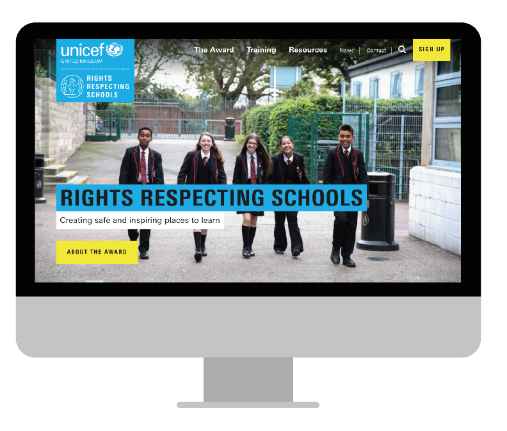 unicef
UNITED KINGDOM
RIGHTS
RESPECTING
SCHOOLS
The Award Training Resources News Contact SIGN UP
RIGHTS RESPECTING SCHOOLS
Creating safe and inspiring places to learn
ABOUT THE AWARD